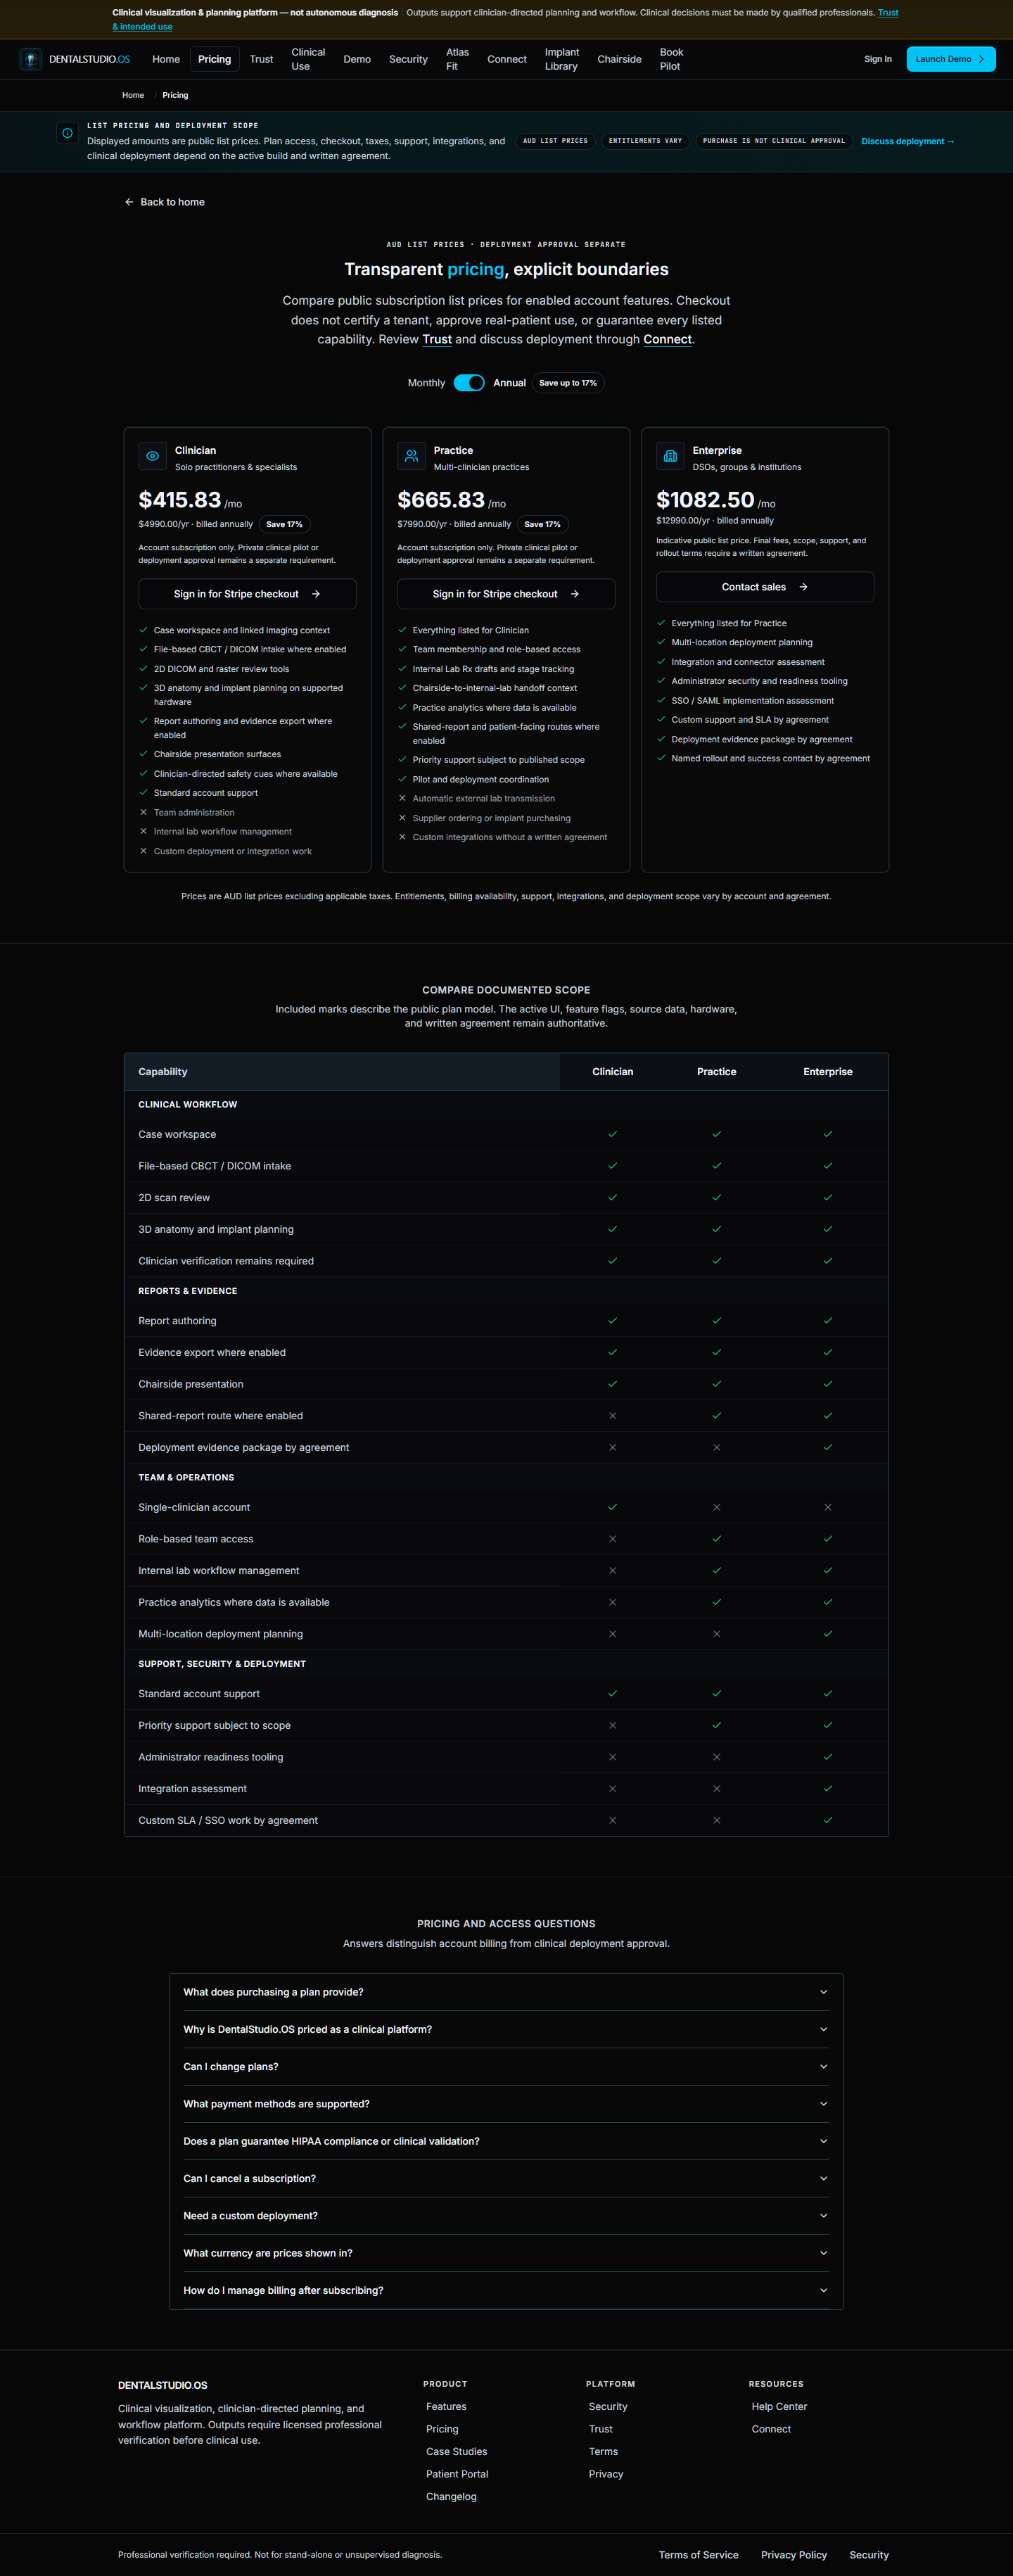 Clinical visualization & planning platform — not autonomous diagnosis | Outputs support clinician-directed planning and workflow. Clinical decisions must be made by qualified professionals. Trust
& intended use
DENTALSTUDIO.OS
Home
Pricing
Trust
Clinical
Use
Demo
Security
Atlas
Fit
Connect
Implant
Library
Chairside
Book
Pilot
Sign In
Launch Demo
Home / Pricing
LIST PRICING AND DEPLOYMENT SCOPE
Displayed amounts are public list prices. Plan access, checkout, taxes, support, integrations, and
clinical deployment depend on the active build and written agreement.
AUD LIST PRICES
ENTITLEMENTS VARY
PURCHASE IS NOT CLINICAL APPROVAL
Discuss deployment →
← Back to home
AUD LIST PRICES · DEPLOYMENT APPROVAL SEPARATE
Transparent pricing, explicit boundaries
Compare public subscription list prices for enabled account features. Checkout
does not certify a tenant, approve real-patient use, or guarantee every listed
capability. Review Trust and discuss deployment through Connect.
Monthly Annual Save up to 17%
Clinician
Solo practitioners & specialists
$415.83 /mo
$4990.00/yr · billed annually Save 17%
Account subscription only. Private clinical pilot or
deployment approval remains a separate requirement.
Sign in for Stripe checkout →
Case workspace and linked imaging context
File-based CBCT / DICOM intake where enabled
2D DICOM and raster review tools
3D anatomy and implant planning on supported
hardware
Report authoring and evidence export where
enabled
Chairside presentation surfaces
Clinician-directed safety cues where available
Standard account support
Team administration
Internal lab workflow management
Custom deployment or integration work
Practice
Multi-clinician practices
$665.83 /mo
$7990.00/yr · billed annually Save 17%
Account subscription only. Private clinical pilot or
deployment approval remains a separate requirement.
Sign in for Stripe checkout →
Everything listed for Clinician
Team membership and role-based access
Internal Lab Rx drafts and stage tracking
Chairside-to-internal-lab handoff context
Practice analytics where data is available
Shared-report and patient-facing routes where
enabled
Priority support subject to published scope
Pilot and deployment coordination
Automatic external lab transmission
Supplier ordering or implant purchasing
Custom integrations without a written agreement
Enterprise
DSOs, groups & institutions
$1082.50 /mo
$12990.00/yr · billed annually
Indicative public list price. Final fees, scope, support, and
rollout terms require a written agreement.
Contact sales →
Everything listed for Practice
Multi-location deployment planning
Integration and connector assessment
Administrator security and readiness tooling
SSO / SAML implementation assessment
Custom support and SLA by agreement
Deployment evidence package by agreement
Named rollout and success contact by agreement
Prices are AUD list prices excluding applicable taxes. Entitlements, billing availability, support, integrations, and deployment scope vary by account and agreement.
COMPARE DOCUMENTED SCOPE
Included marks describe the public plan model. The active UI, feature flags, source data, hardware,
and written agreement remain authoritative.
Capability Clinician Practice Enterprise
CLINICAL WORKFLOW
Case workspace ✓ ✓ ✓
File-based CBCT / DICOM intake ✓ ✓ ✓
2D scan review ✓ ✓ ✓
3D anatomy and implant planning ✓ ✓ ✓
Clinician verification remains required ✓ ✓ ✓
REPORTS & EVIDENCE
Report authoring ✓ ✓ ✓
Evidence export where enabled ✓ ✓ ✓
Chairside presentation ✓ ✓ ✓
Shared-report route where enabled ✕ ✓ ✓
Deployment evidence package by agreement ✕ ✕ ✓
TEAM & OPERATIONS
Single-clinician account ✓ ✕ ✕
Role-based team access ✕ ✓ ✓
Internal lab workflow management ✕ ✓ ✓
Practice analytics where data is available ✕ ✓ ✓
Multi-location deployment planning ✕ ✕ ✓
SUPPORT, SECURITY & DEPLOYMENT
Standard account support ✓ ✓ ✓
Priority support subject to scope ✕ ✓ ✓
Administrator readiness tooling ✕ ✕ ✓
Integration assessment ✕ ✕ ✓
Custom SLA / SSO work by agreement ✕ ✕ ✓
PRICING AND ACCESS QUESTIONS
Answers distinguish account billing from clinical deployment approval.
What does purchasing a plan provide?
Why is DentalStudio.OS priced as a clinical platform?
Can I change plans?
What payment methods are supported?
Does a plan guarantee HIPAA compliance or clinical validation?
Can I cancel a subscription?
Need a custom deployment?
What currency are prices shown in?
How do I manage billing after subscribing?
DENTALSTUDIO.OS
Clinical visualization, clinician-directed planning, and
workflow platform. Outputs require licensed professional
verification before clinical use.
PRODUCT
Features
Pricing
Case Studies
Patient Portal
Changelog
PLATFORM
Security
Trust
Terms
Privacy
RESOURCES
Help Center
Connect
Professional verification required. Not for stand-alone or unsupervised diagnosis.
Terms of Service Privacy Policy Security